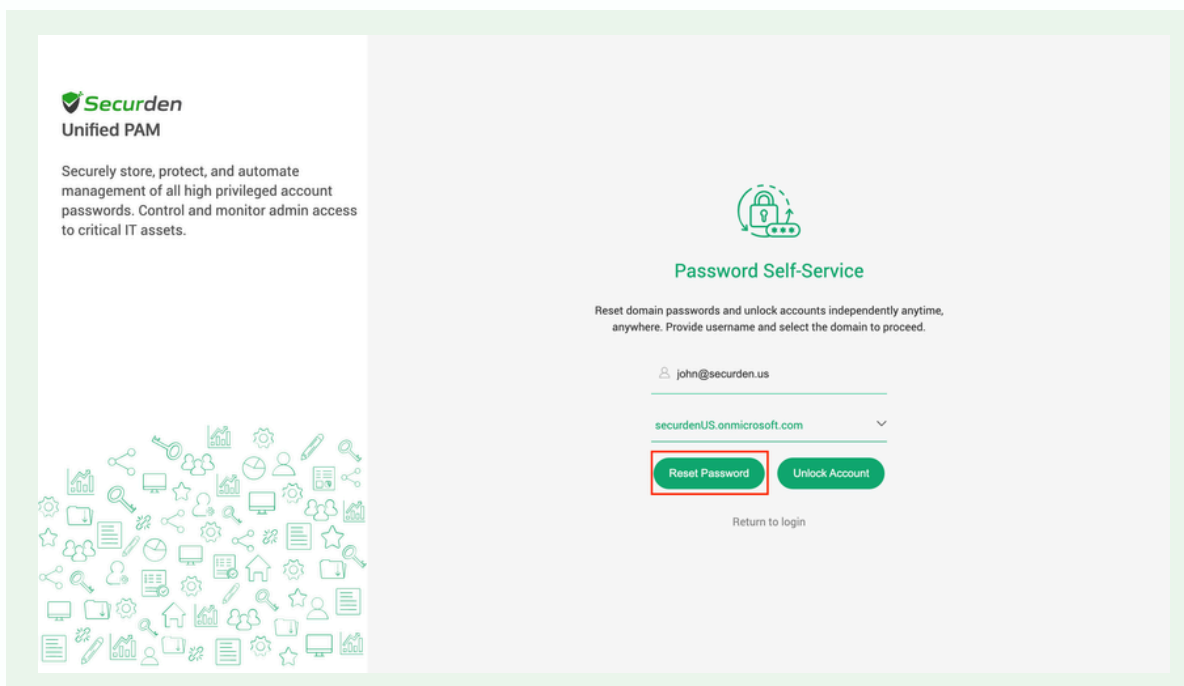 Securden
Unified PAM
Securely store, protect, and automate
management of all high privileged account
passwords. Control and monitor admin access
to critical IT assets.
Password Self-Service
Reset domain passwords and unlock accounts independently anytime,
anywhere. Provide username and select the domain to proceed.
john@securden.us
securdenUS.onmicrosoft.com
Reset Password
Unlock Account
Return to login